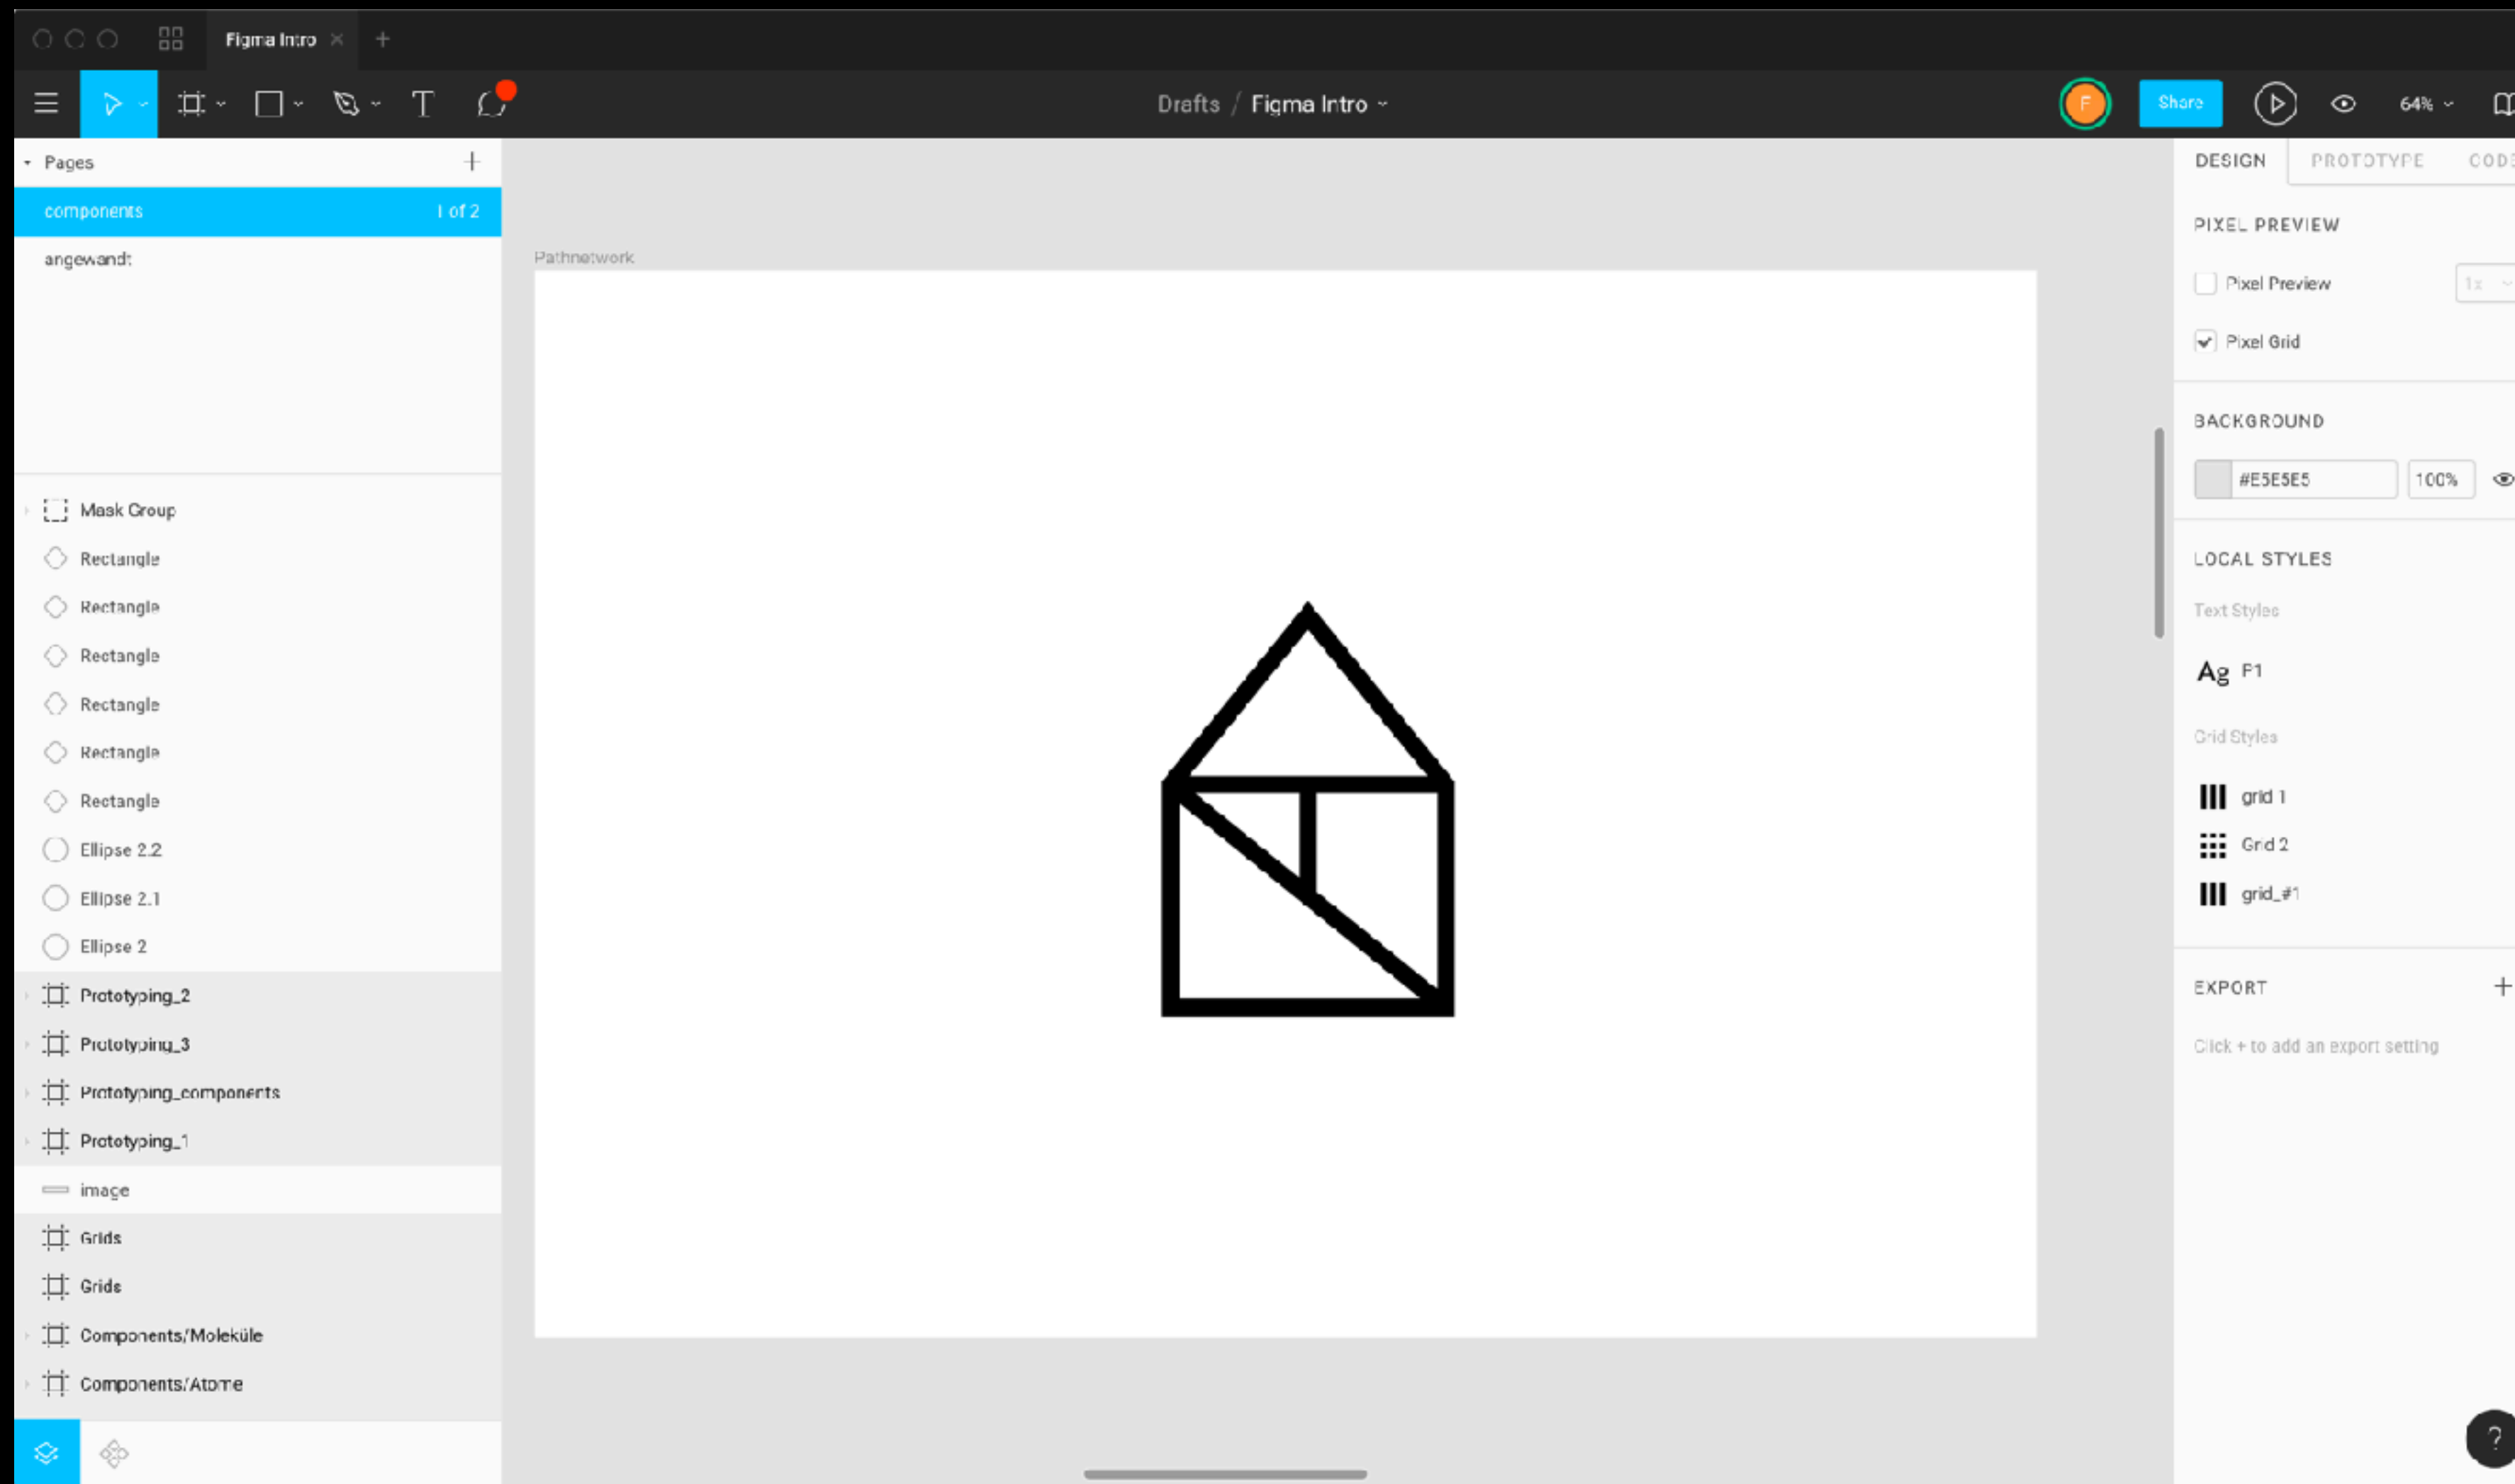 Figma Intro
Drafts / Figma Intro
F
Share
64%
Pages
components 1 of 2
angewandt
Mask Group
Rectangle
Rectangle
Rectangle
Rectangle
Rectangle
Rectangle
Ellipse 2.2
Ellipse 2.1
Ellipse 2
Prototyping_2
Prototyping_3
Prototyping_components
Prototyping_1
image
Grids
Grids
Components/Moleküle
Components/Atome
Pathnetwork
DESIGN PROTOTYPE CODE
PIXEL PREVIEW
Pixel Preview 1x
Pixel Grid
BACKGROUND
#E5E5E5 100%
LOCAL STYLES
Text Styles
Ag P1
Grid Styles
grid 1
Grid 2
grid_#1
EXPORT
Click + to add an export setting
?